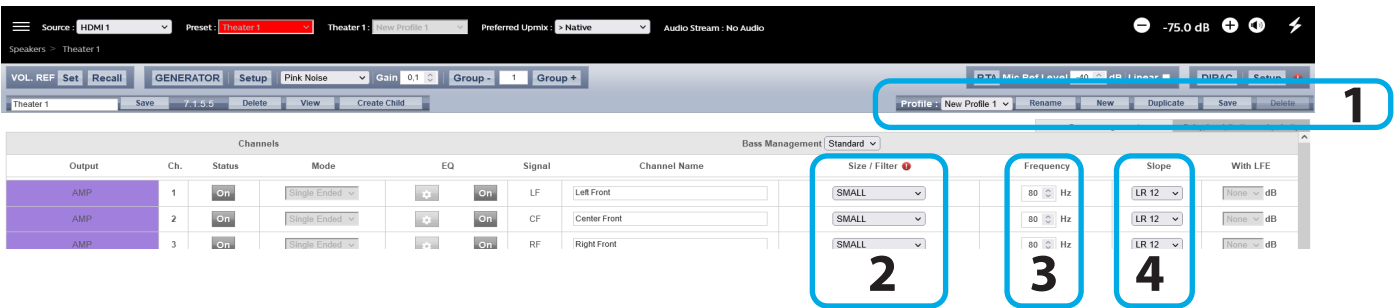 Source : HDMI 1 Preset : Theater 1 Theater 1 : New Profile 1 Preferred Upmix : > Native Audio Stream : No Audio -75.0 dB
Speakers > Theater 1
VOL. REF Set Recall GENERATOR Setup Pink Noise Gain 0,1 Group - 1 Group + RTA Mic Ref Level -40 dB Linear DIRAC Setup
Theater 1 Save 7.1.5.5 Delete View Create Child Profile : New Profile 1 Rename New Duplicate Save Delete 1
Channels Bass Management Standard
Output Ch. Status Mode EQ Signal Channel Name Size / Filter Frequency Slope With LFE
AMP 1 On Single Ended On LF Left Front SMALL 80 Hz LR 12 None dB
AMP 2 On Single Ended On CF Center Front SMALL 80 Hz LR 12 None dB
AMP 3 On Single Ended On RF Right Front SMALL 80 Hz LR 12 None dB
2 3 4